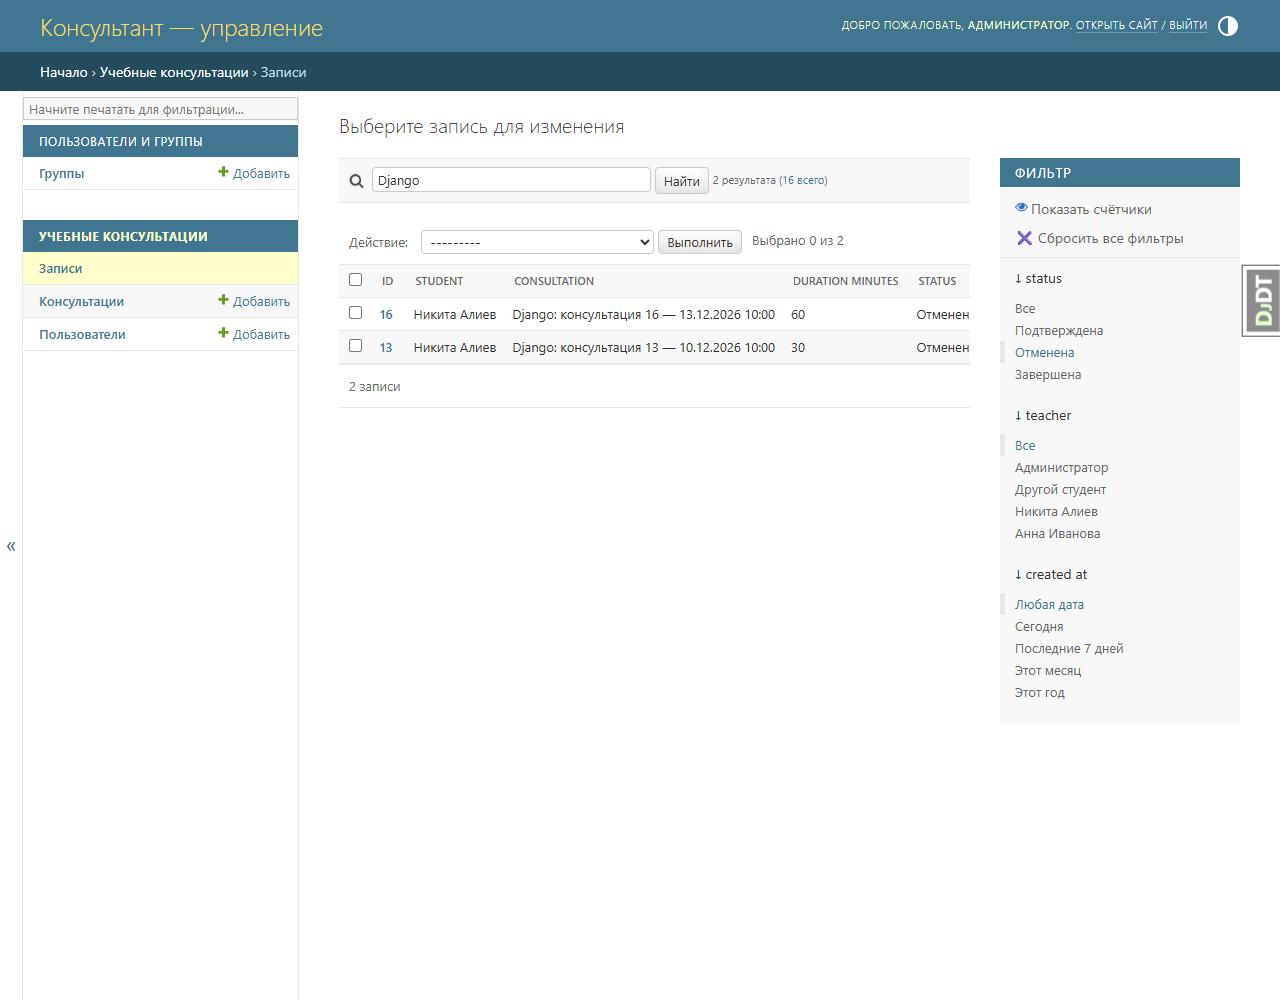 Консультант — управление
ДОБРО ПОЖАЛОВАТЬ, АДМИНИСТРАТОР. ОТКРЫТЬ САЙТ / ВЫЙТИ
Начало › Учебные консультации › Записи
Начните печатать для фильтрации...
ПОЛЬЗОВАТЕЛИ И ГРУППЫ
Группы Добавить
УЧЕБНЫЕ КОНСУЛЬТАЦИИ
Записи
Консультации Добавить
Пользователи Добавить
«
Выберите запись для изменения
Django Найти 2 результата (16 всего)
Действие: --------- Выполнить Выбрано 0 из 2
ID STUDENT CONSULTATION DURATION MINUTES STATUS
16 Никита Алиев Django: консультация 16 — 13.12.2026 10:00 60 Отменен
13 Никита Алиев Django: консультация 13 — 10.12.2026 10:00 30 Отменен
2 записи
ФИЛЬТР
Показать счётчики
Сбросить все фильтры
↓ status
Все
Подтверждена
Отменена
Завершена
↓ teacher
Все
Администратор
Другой студент
Никита Алиев
Анна Иванова
↓ created at
Любая дата
Сегодня
Последние 7 дней
Этот месяц
Этот год
DJDT